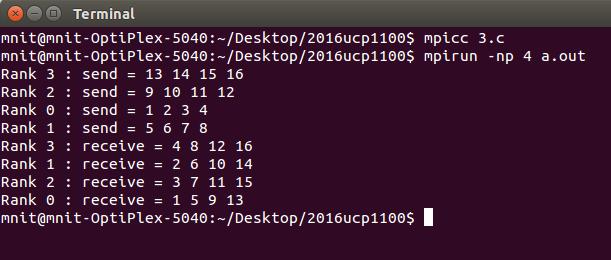 Terminal
mnit@mnit-OptiPlex-5040:~/Desktop/2016ucp1100$ mpicc 3.c
mnit@mnit-OptiPlex-5040:~/Desktop/2016ucp1100$ mpirun -np 4 a.out
Rank 3 : send = 13 14 15 16
Rank 2 : send = 9 10 11 12
Rank 0 : send = 1 2 3 4
Rank 1 : send = 5 6 7 8
Rank 3 : receive = 4 8 12 16
Rank 1 : receive = 2 6 10 14
Rank 2 : receive = 3 7 11 15
Rank 0 : receive = 1 5 9 13
mnit@mnit-OptiPlex-5040:~/Desktop/2016ucp1100$